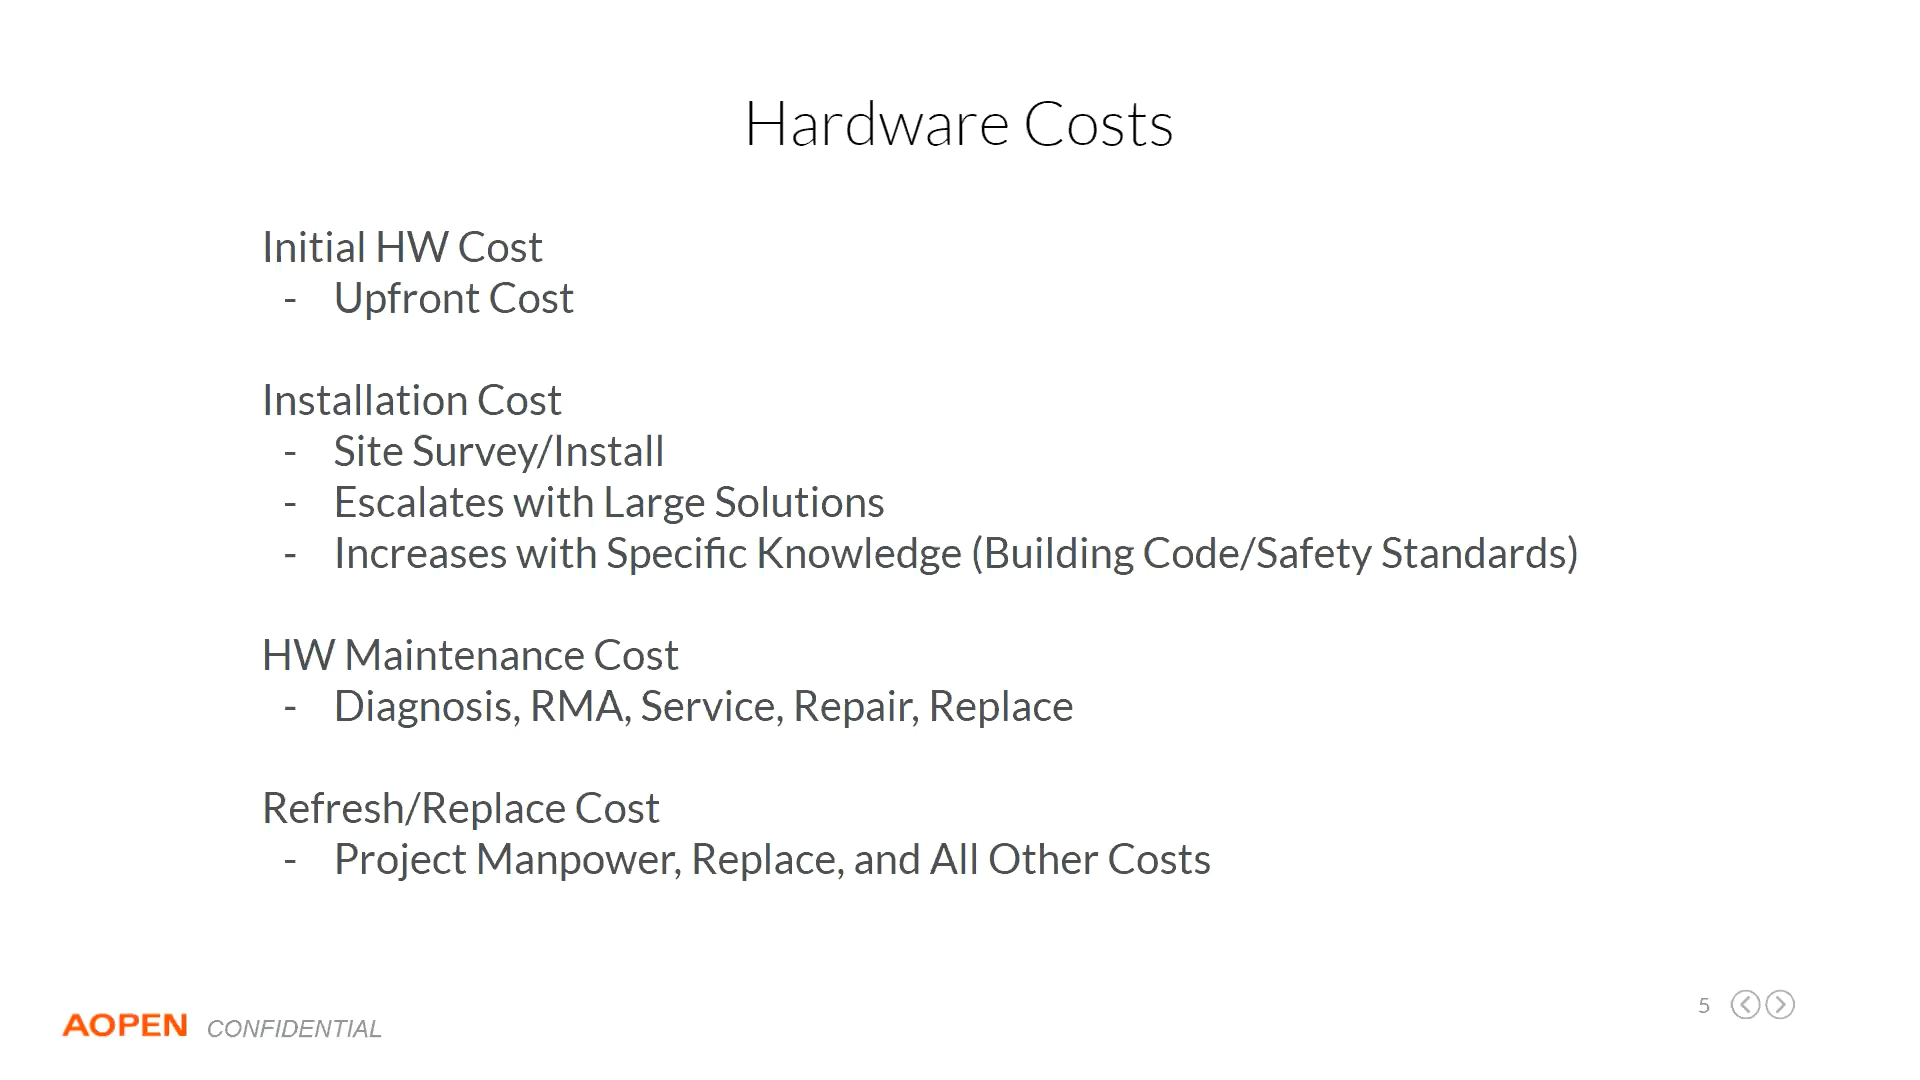 Hardware Costs
Initial HW Cost
- Upfront Cost
Installation Cost
- Site Survey/Install
- Escalates with Large Solutions
- Increases with Specific Knowledge (Building Code/Safety Standards)
HW Maintenance Cost
- Diagnosis, RMA, Service, Repair, Replace
Refresh/Replace Cost
- Project Manpower, Replace, and All Other Costs
AOPEN CONFIDENTIAL
5